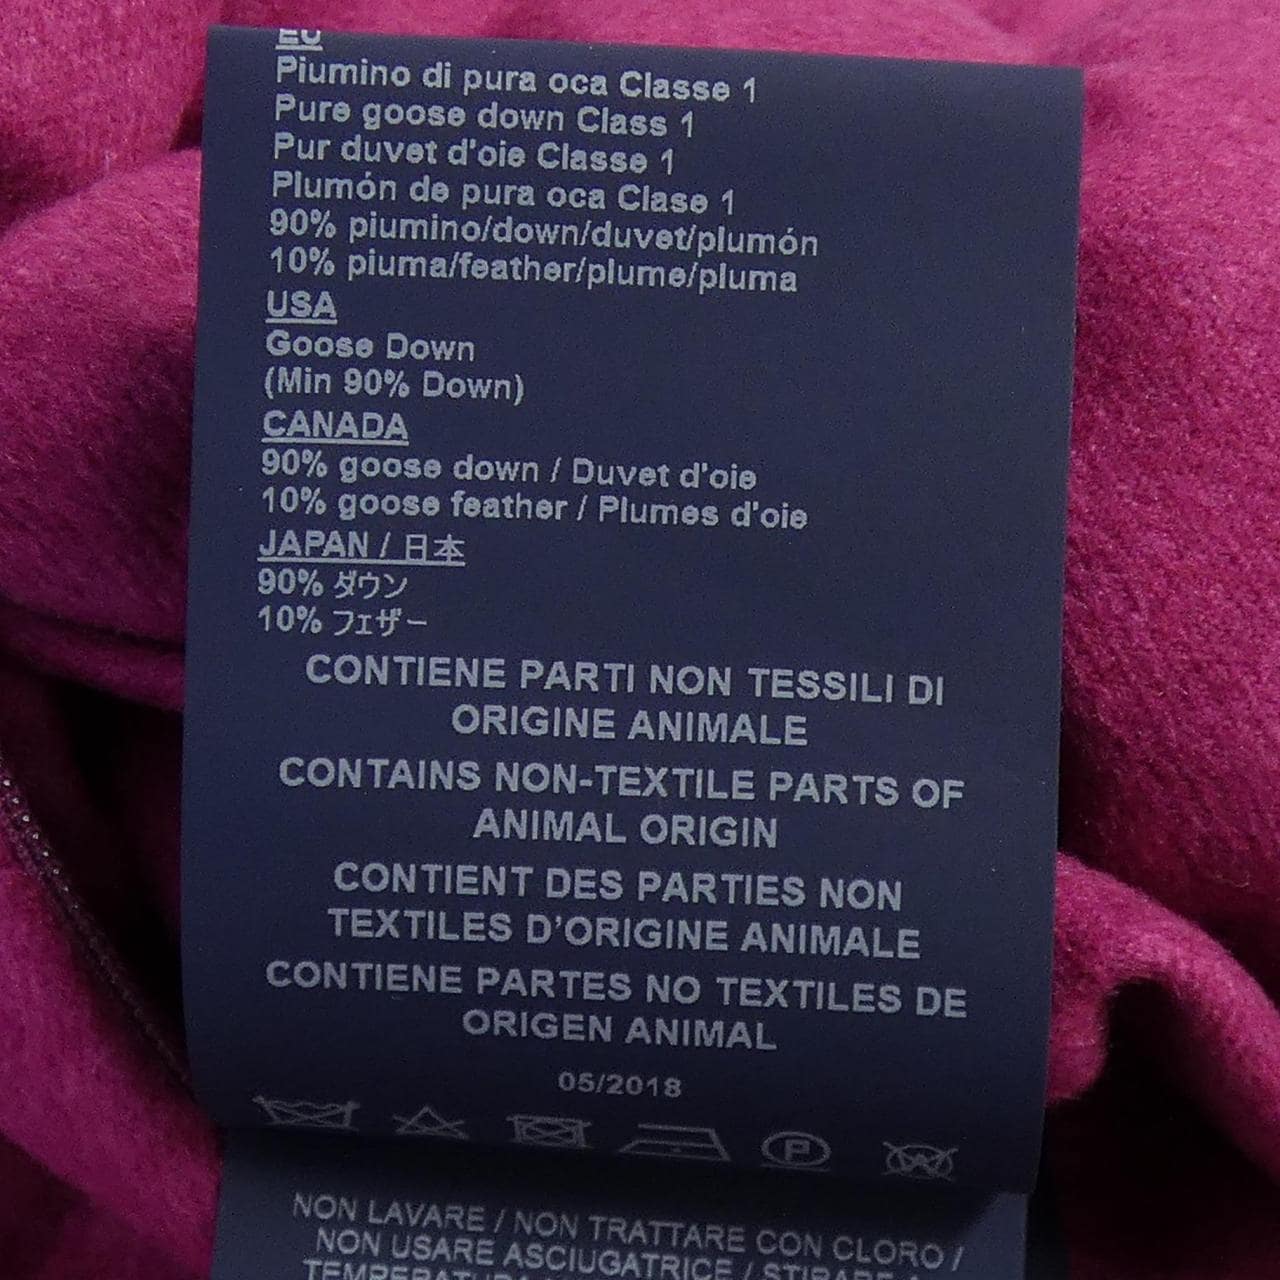 EU
Piumino di pura oca Classe 1
Pure goose down Class 1
Pur duvet d'oie Classe 1
Plumón de pura oca Clase 1
90% piumino/down/duvet/plumón
10% piuma/feather/plume/pluma
USA
Goose Down
(Min 90% Down)
CANADA
90% goose down / Duvet d'oie
10% goose feather / Plumes d'oie
JAPAN / 日本
90% ダウン
10% フェザー
CONTIENE PARTI NON TESSILI DI
ORIGINE ANIMALE
CONTAINS NON-TEXTILE PARTS OF
ANIMAL ORIGIN
CONTIENT DES PARTIES NON
TEXTILES D’ORIGINE ANIMALE
CONTIENE PARTES NO TEXTILES DE
ORIGEN ANIMAL
05/2018
P
W
NON LAVARE / NON TRATTARE CON CLORO /
NON USARE ASCIUGATRICE / STIRARE A